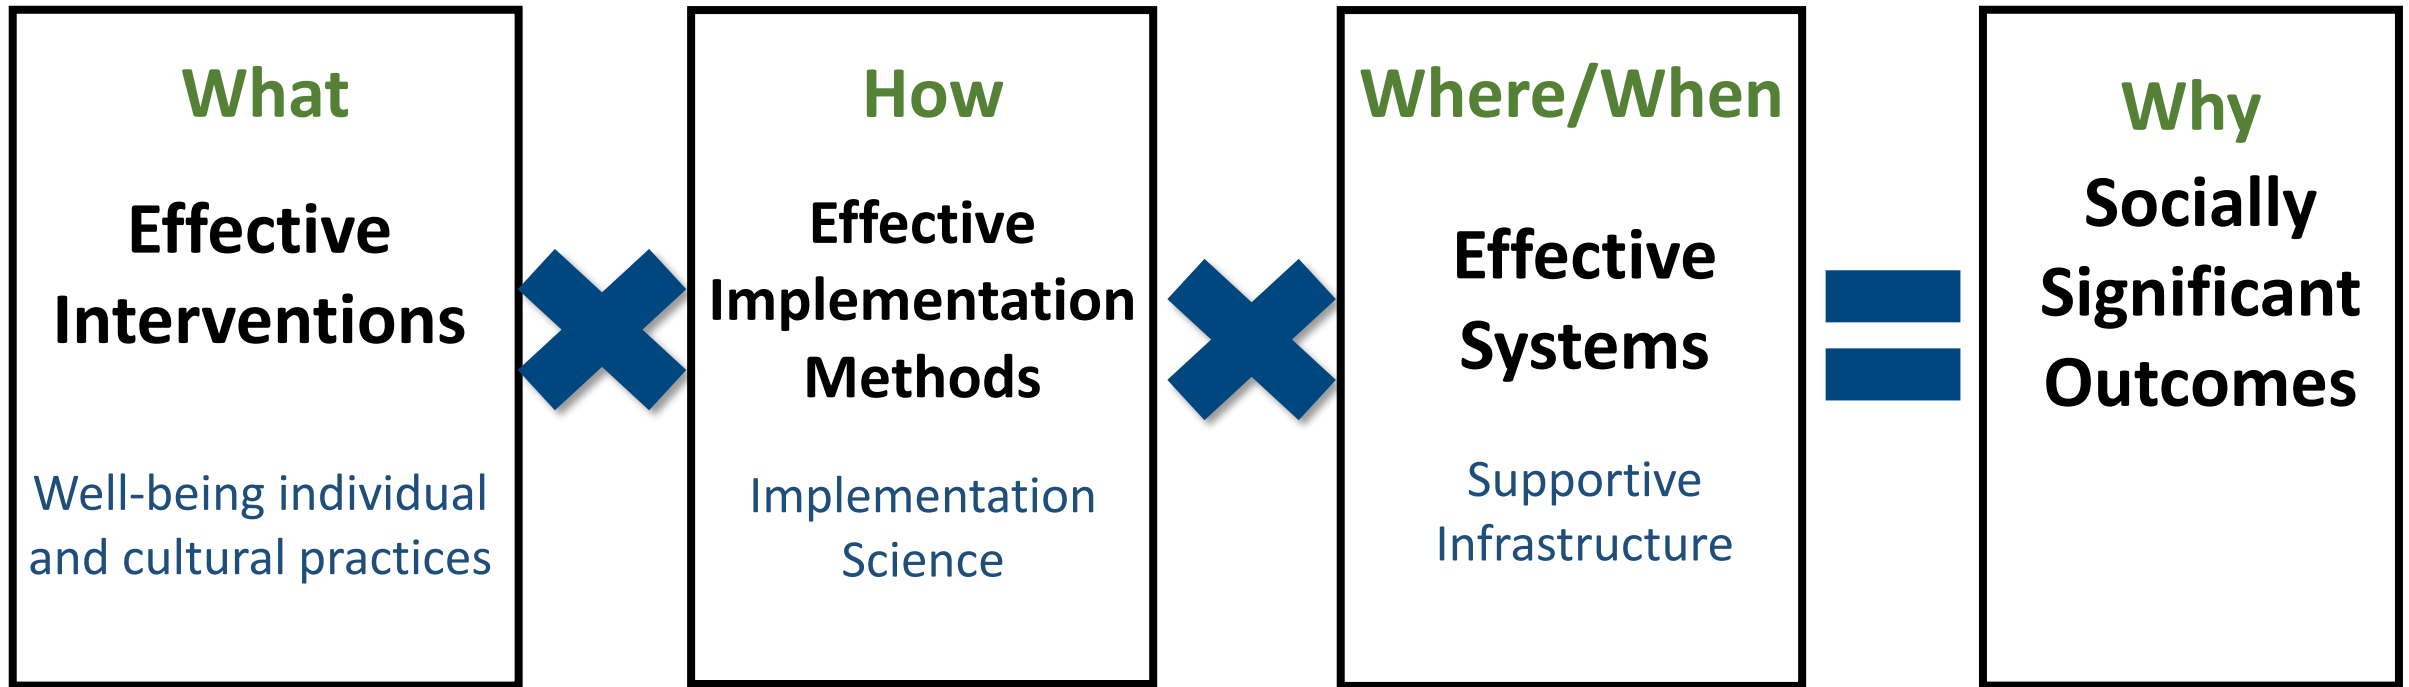 What
Effective
Interventions
Well-being individual
and cultural practices
How
Effective
Implementation
Methods
Implementation
Science
Where/When
Effective
Systems
Supportive
Infrastructure
Why
Socially
Significant
Outcomes